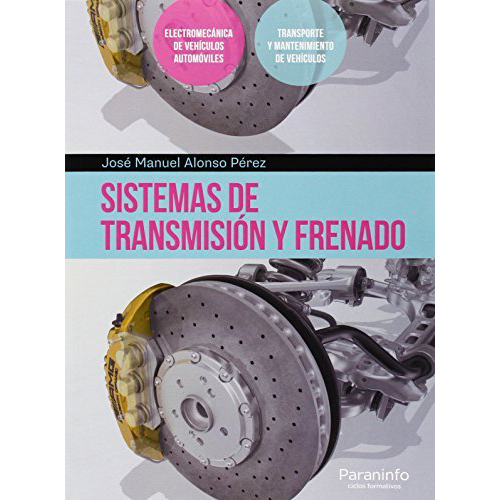 ELECTROMECÁNICA
DE VEHÍCULOS
AUTOMÓVILES
TRANSPORTE
Y MANTENIMIENTO
DE VEHÍCULOS
José Manuel Alonso Pérez
SISTEMAS DE
TRANSMISIÓN Y FRENADO
Paraninfo
ciclos formativos